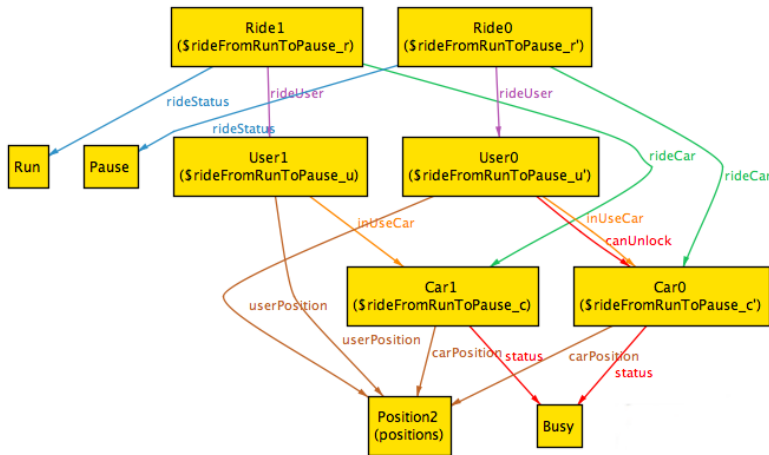 Ride1
($rideFromRunToPause_r)
Ride0
($rideFromRunToPause_r')
rideStatus
rideUser
rideUser
rideStatus
Run
Pause
User1
($rideFromRunToPause_u)
User0
($rideFromRunToPause_u')
rideCar
rideCar
inUseCar
inUseCar
canUnlock
Car1
($rideFromRunToPause_c)
Car0
($rideFromRunToPause_c')
userPosition
userPosition
carPosition
status
carPosition
status
Position2
(positions)
Busy